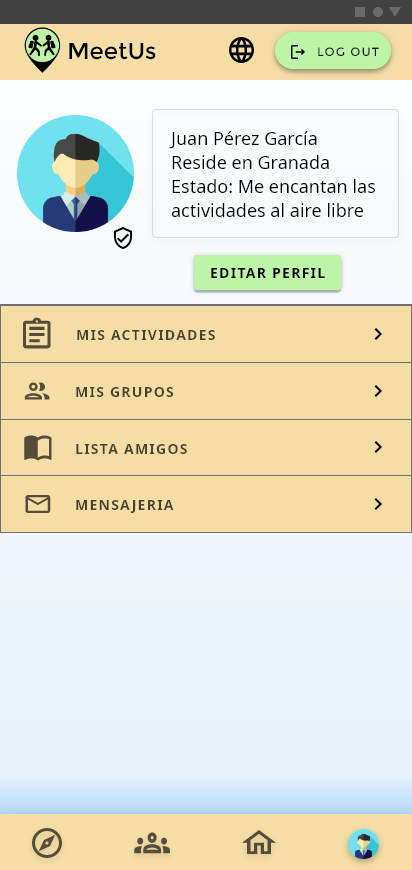 MeetUs
LOG OUT
Juan Pérez García
Reside en Granada
Estado: Me encantan las
actividades al aire libre
EDITAR PERFIL
MIS ACTIVIDADES
MIS GRUPOS
LISTA AMIGOS
MENSAJERIA